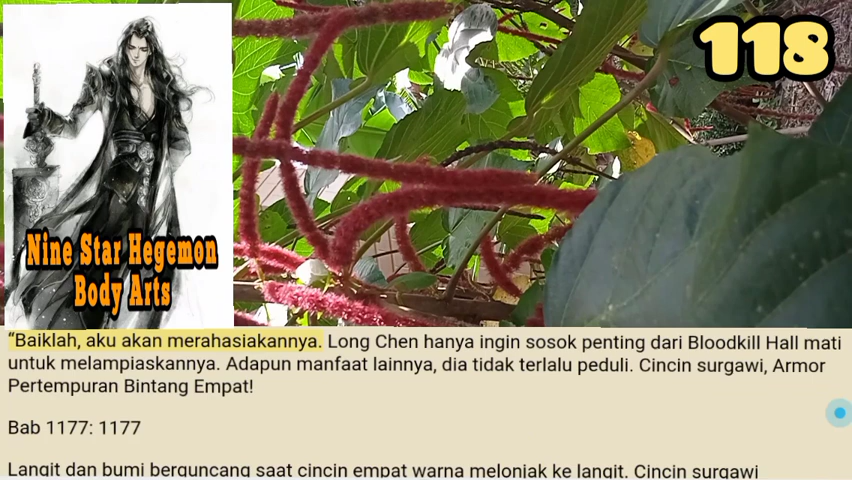 118
Nine Star Hegemon
Body Arts
“Baiklah, aku akan merahasiakannya. Long Chen hanya ingin sosok penting dari Bloodkill Hall mati
untuk melampiaskannya. Adapun manfaat lainnya, dia tidak terlalu peduli. Cincin surgawi, Armor
Pertempuran Bintang Empat!
Bab 1177: 1177
Langit dan bumi berguncang saat cincin empat warna melonjak ke langit. Cincin surgawi